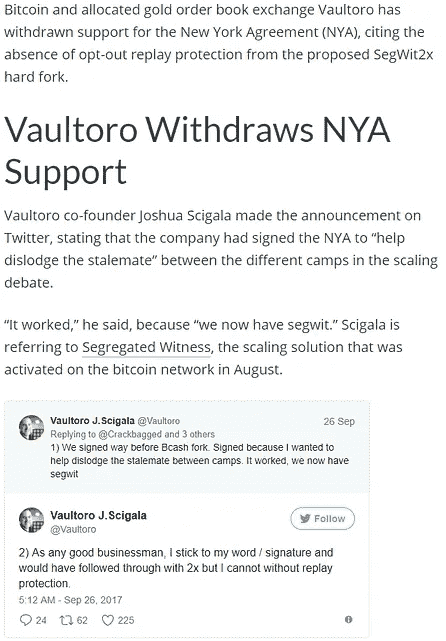 Bitcoin and allocated gold order book exchange Vaultoro has
withdrawn support for the New York Agreement (NYA), citing the
absence of opt-out replay protection from the proposed SegWit2x
hard fork.
Vaultoro Withdraws NYA
Support
Vaultoro co-founder Joshua Scigala made the announcement on
Twitter, stating that the company had signed the NYA to “help
dislodge the stalemate” between the different camps in the scaling
debate.
“It worked,” he said, because “we now have segwit.” Scigala is
referring to Segregated Witness, the scaling solution that was
activated on the bitcoin network in August.
Vaultoro J.Scigala @Vaultoro 26 Sep
Replying to @Crackbagged and 3 others
1) We signed way before Bcash fork. Signed because I wanted to
help dislodge the stalemate between camps. It worked, we now have
segwit
Vaultoro J.Scigala
@Vaultoro
Follow
2) As any good businessman, I stick to my word / signature and
would have followed through with 2x but I cannot without replay
protection.
5:12 AM - Sep 26, 2017
24 62 225